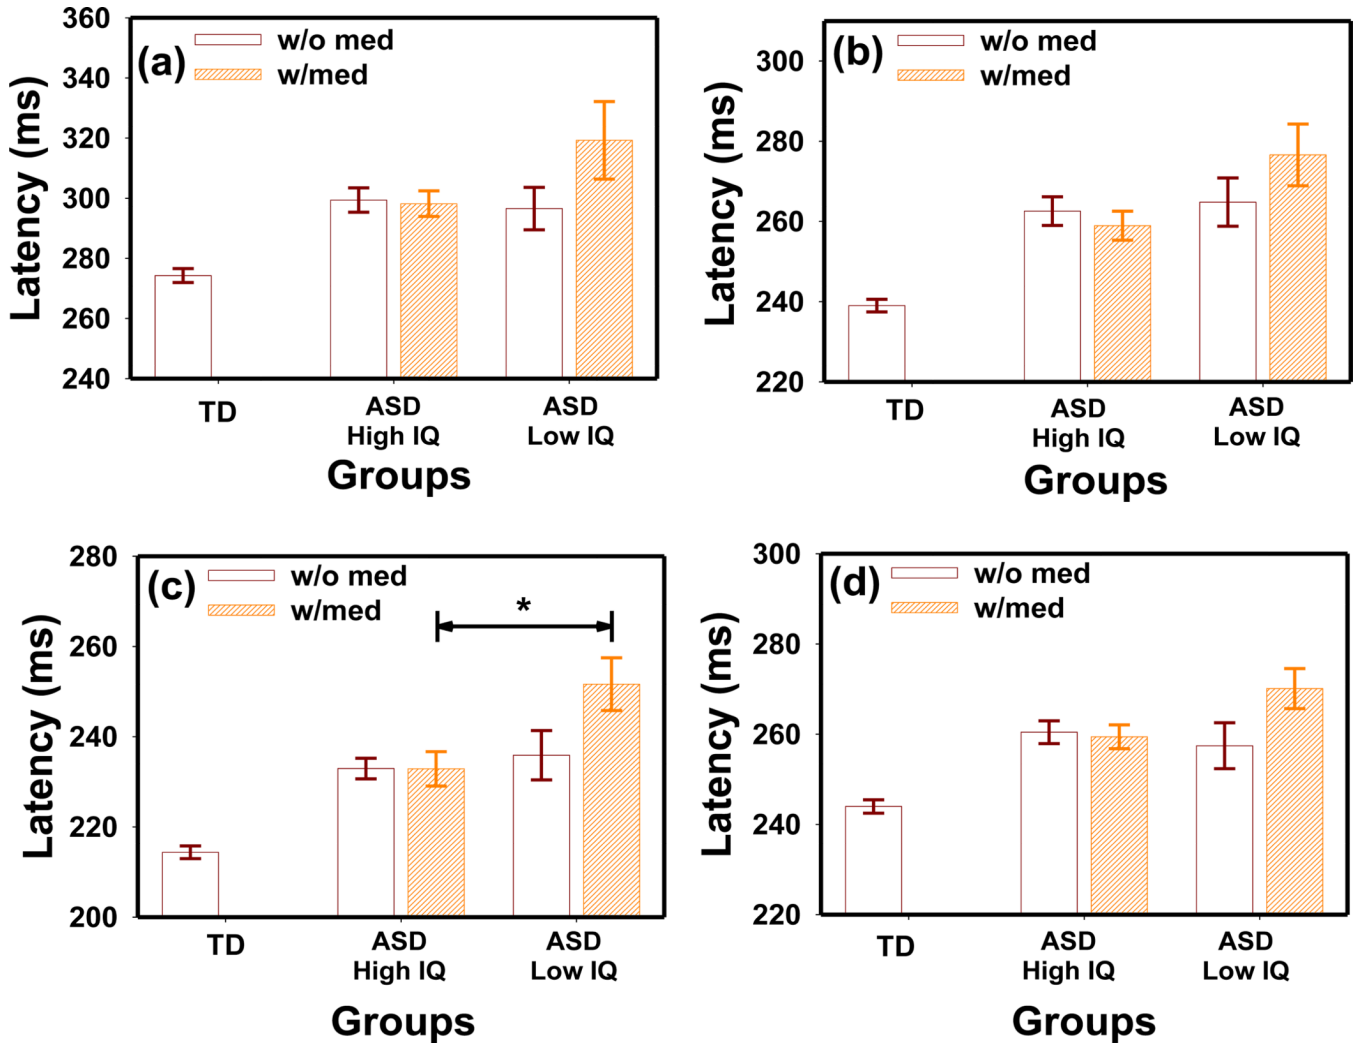 (a)
w/o med
w/med
Latency (ms)
360
340
320
300
280
260
240
TD
ASD
High IQ
ASD
Low IQ
Groups
(b)
w/o med
w/med
Latency (ms)
300
280
260
240
220
TD
ASD
High IQ
ASD
Low IQ
Groups
(c)
w/o med
w/med
*
Latency (ms)
280
260
240
220
200
TD
ASD
High IQ
ASD
Low IQ
Groups
(d)
w/o med
w/med
Latency (ms)
300
280
260
240
220
TD
ASD
High IQ
ASD
Low IQ
Groups